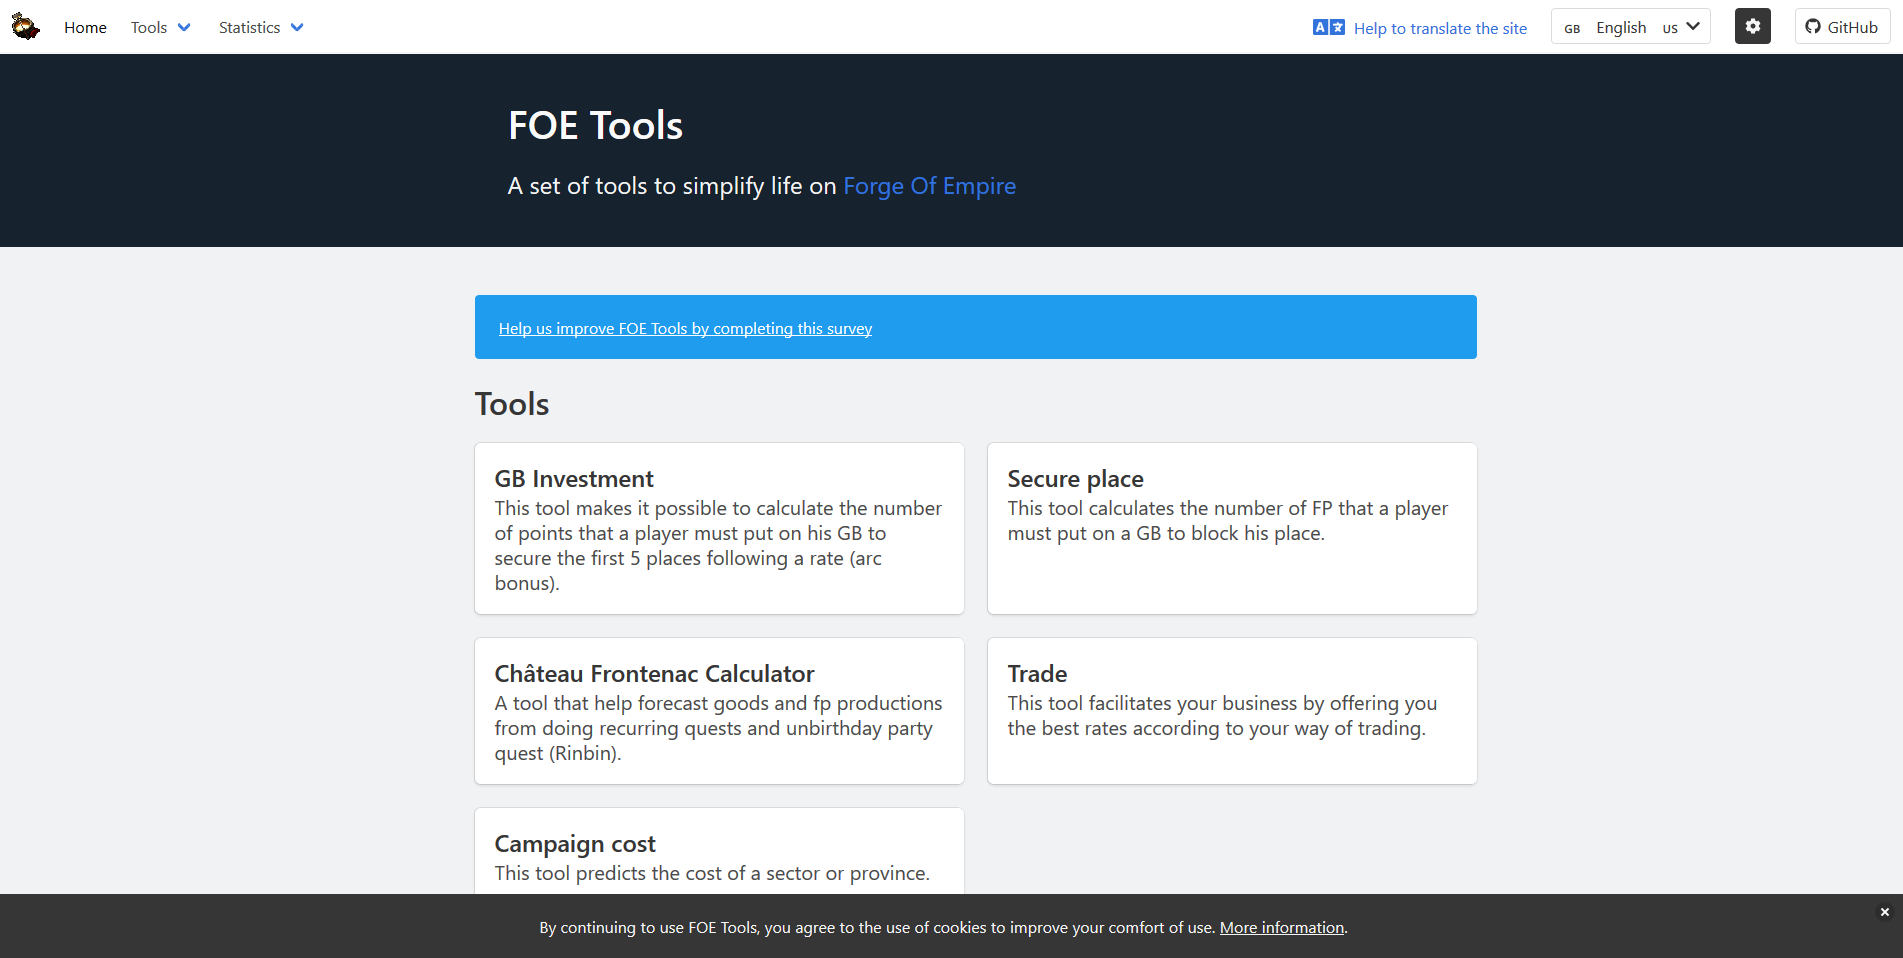 Home Tools Statistics Help to translate the site GB English US GitHub
FOE Tools
A set of tools to simplify life on Forge Of Empire
Help us improve FOE Tools by completing this survey
Tools
GB Investment
This tool makes it possible to calculate the number
of points that a player must put on his GB to
secure the first 5 places following a rate (arc
bonus).
Secure place
This tool calculates the number of FP that a player
must put on a GB to block his place.
Château Frontenac Calculator
A tool that help forecast goods and fp productions
from doing recurring quests and unbirthday party
quest (Rinbin).
Trade
This tool facilitates your business by offering you
the best rates according to your way of trading.
Campaign cost
This tool predicts the cost of a sector or province.
By continuing to use FOE Tools, you agree to the use of cookies to improve your comfort of use. More information.